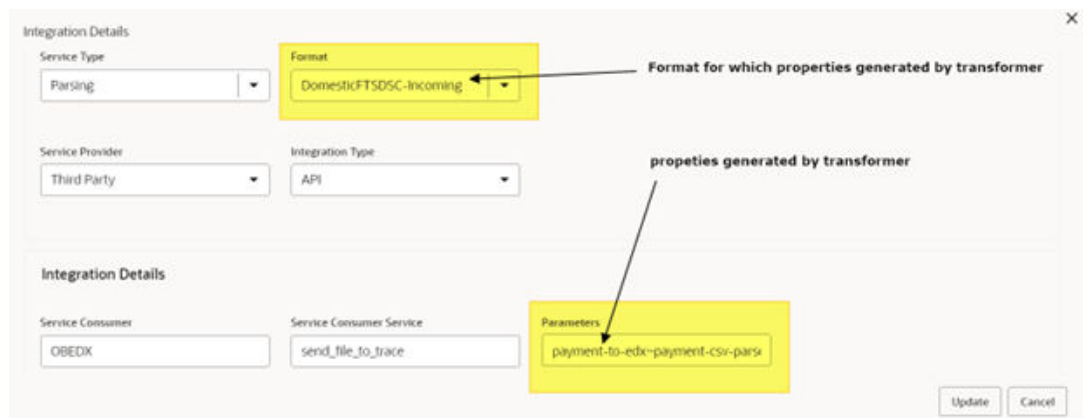 Integration Details
Service Type
Format
Parsing
DomesticFTSDSC-Incoming
Format for which properties generated by transformer
Service Provider
Integration Type
propeties generated by transformer
Third Party
API
Integration Details
Service Consumer
Service Consumer Service
Parameters
OBEDX
send_file_to_trace
payment-to-edx~payment-csv-parse
Update
Cancel